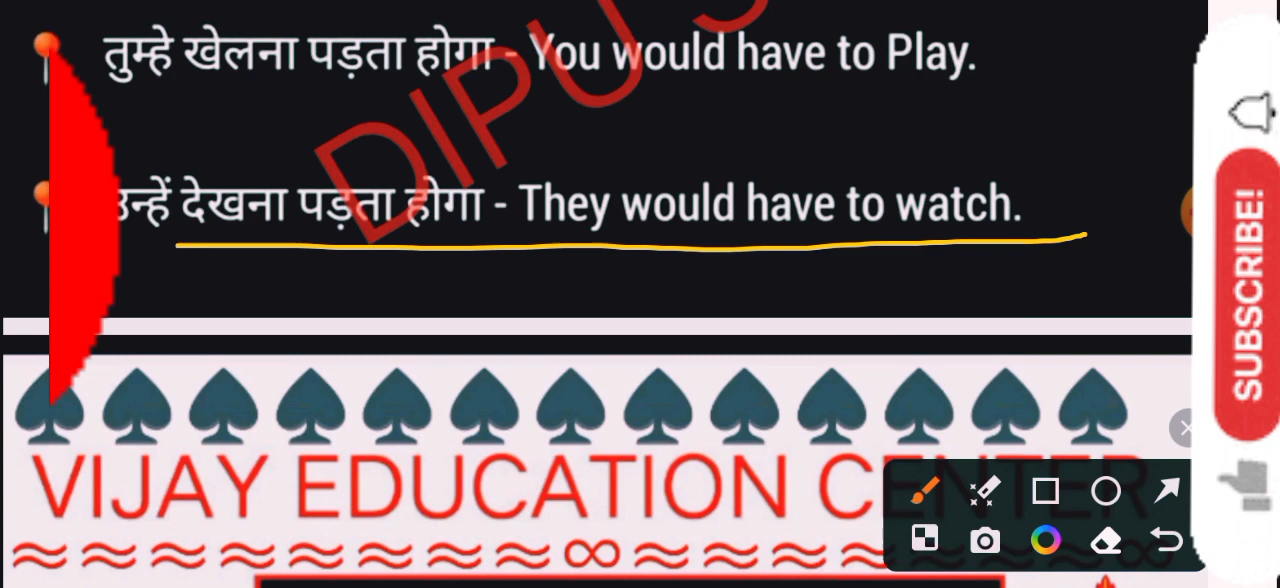 तुम्हे खेलना पड़ता होगा - You would have to Play.
उन्हें देखना पड़ता होगा - They would have to watch.
DIPU S
VIJAY EDUCATION CENTER
SUBSCRIBE!